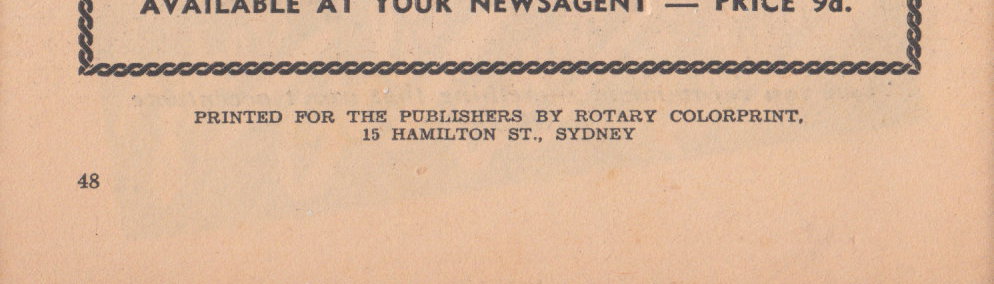 AVAILABLE AT YOUR NEWSAGENT — PRICE 9d.
PRINTED FOR THE PUBLISHERS BY ROTARY COLORPRINT,
15 HAMILTON ST., SYDNEY
48